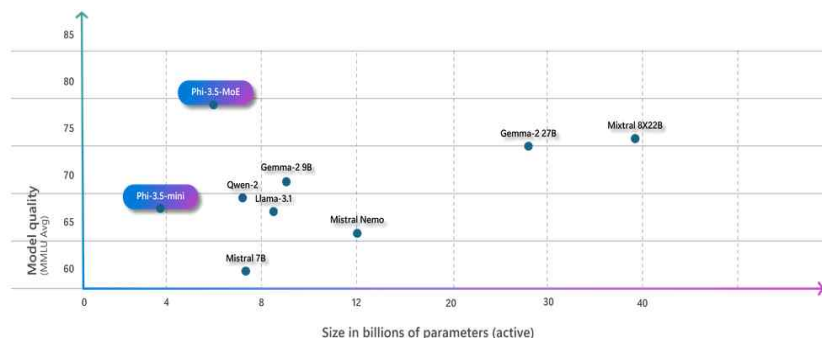 85
80
75
70
65
60
Model quality
(MMLU Avg)
Phi-3.5-MoE
Gemma-2 27B
Mixtral 8X22B
Gemma-2 9B
Qwen-2
Llama-3.1
Phi-3.5-mini
Mistral Nemo
Mistral 7B
0 4 8 12 20 30 40
Size in billions of parameters (active)